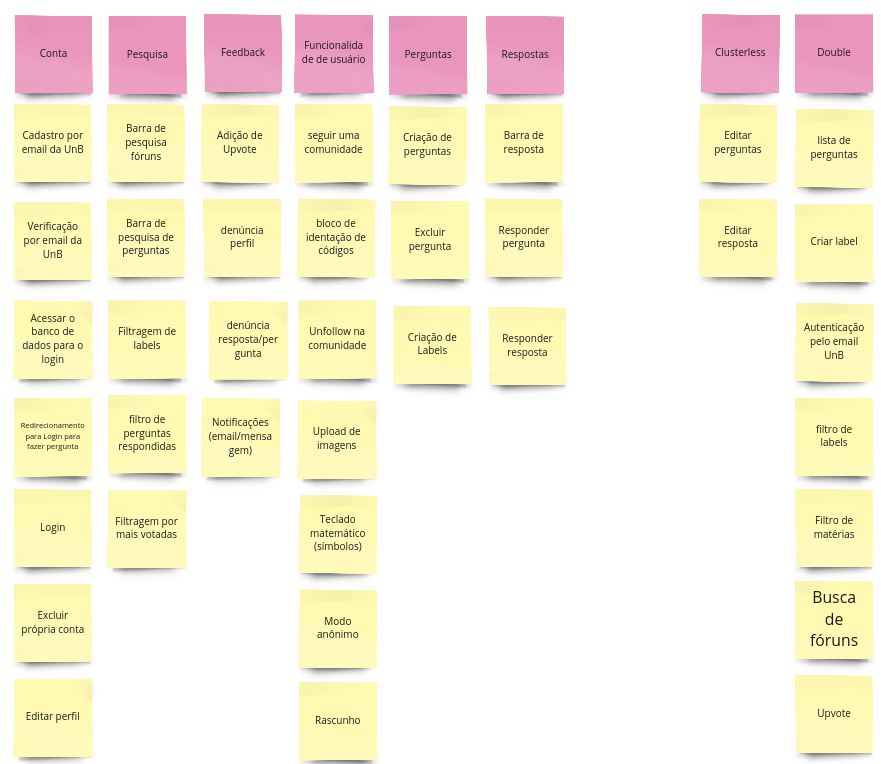 Conta
Pesquisa
Feedback
Funcionalida
de de usuário
Perguntas
Respostas
Clusterless
Double
Cadastro por
email da UnB
Barra de
pesquisa
fóruns
Adição de
Upvote
seguir uma
comunidade
Criação de
perguntas
Barra de
resposta
Editar
perguntas
lista de
perguntas
Verificação
por email da
UnB
Barra de
pesquisa de
perguntas
denúncia
perfil
bloco de
identação de
códigos
Excluir
pergunta
Responder
pergunta
Editar
resposta
Criar label
Acessar o
banco de
dados para o
login
Filtragem de
labels
denúncia
resposta/per
gunta
Unfollow na
comunidade
Criação de
Labels
Responder
resposta
Autenticação
pelo email
UnB
Redirecionamento
para Login para
fazer pergunta
filtro de
perguntas
respondidas
Notificações
(email/mensa
gem)
Upload de
imagens
filtro de
labels
Login
Filtragem por
mais votadas
Teclado
matemático
(símbolos)
Filtro de
matérias
Excluir
própria conta
Modo
anônimo
Busca
de
fóruns
Editar perfil
Rascunho
Upvote